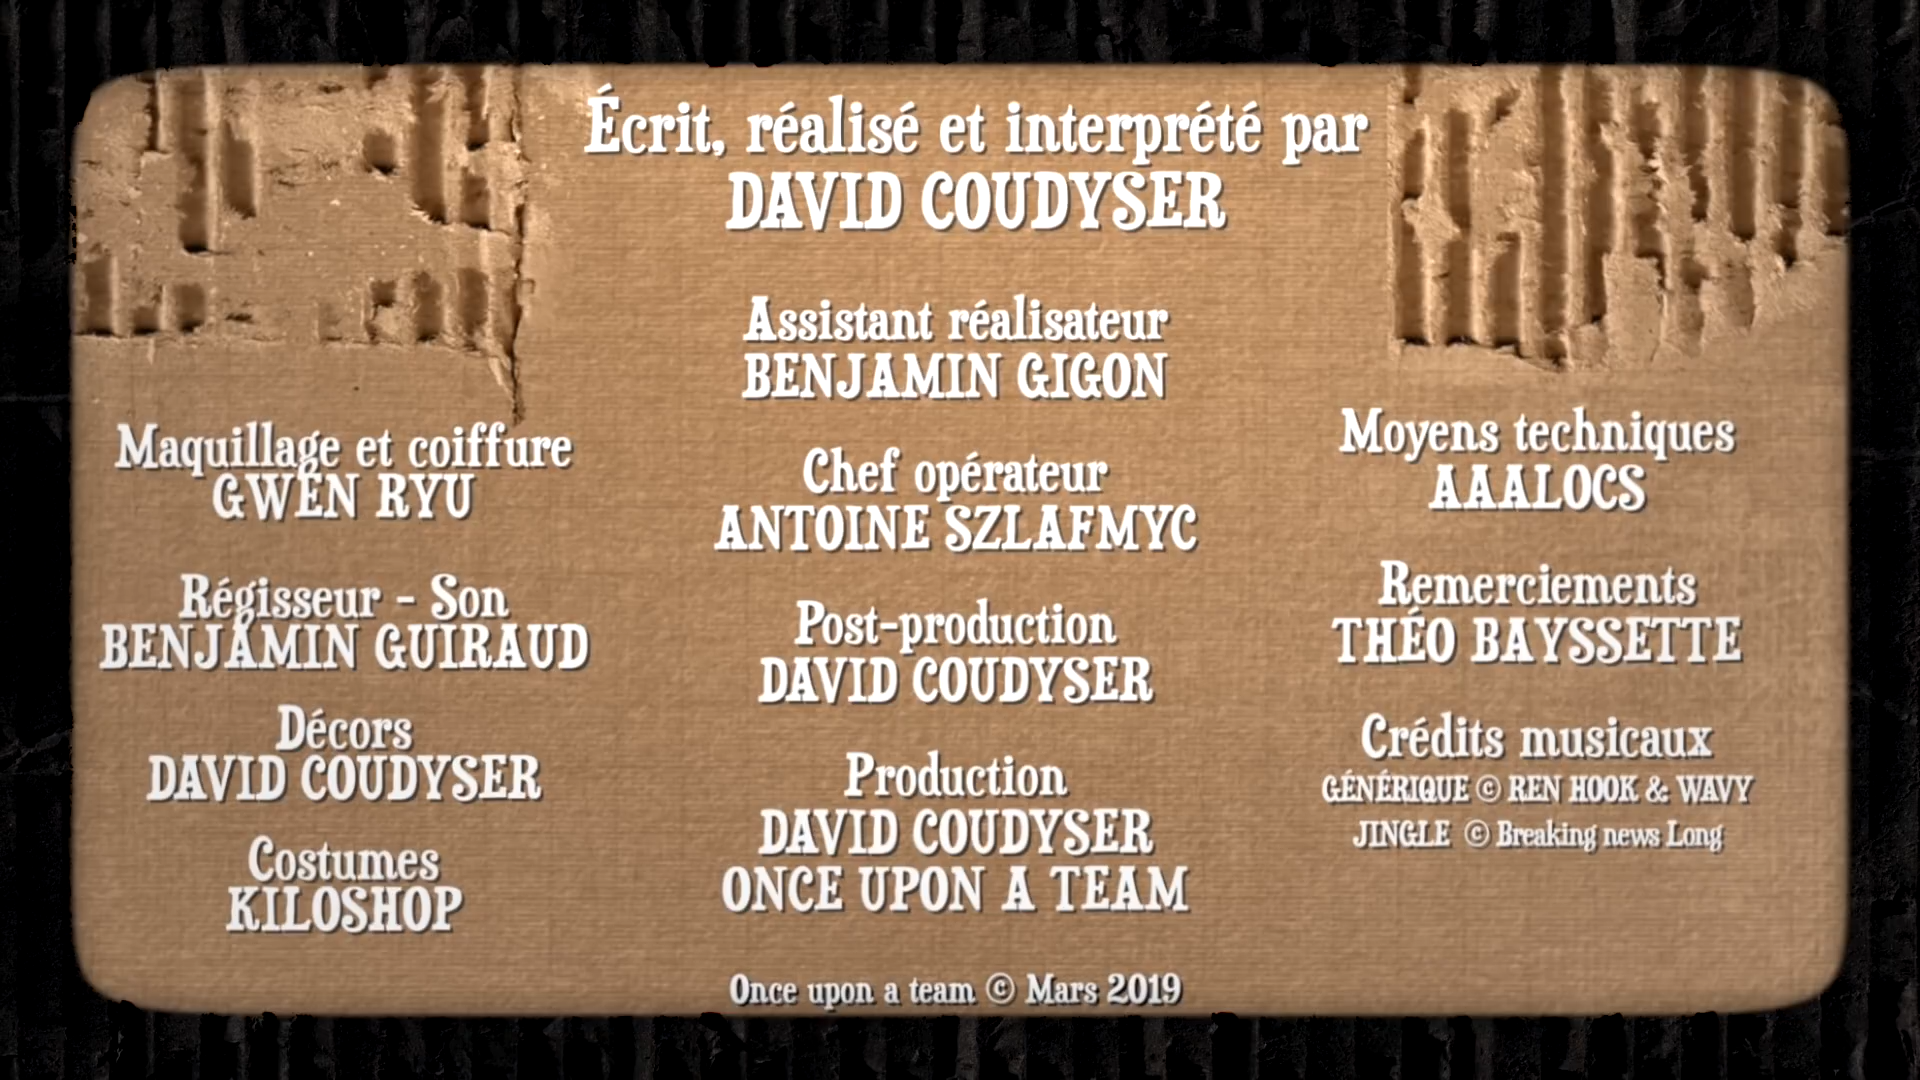 Écrit, réalisé et interprété par
DAVID COUDYSER
Assistant réalisateur
BENJAMIN GIGON
Chef opérateur
ANTOINE SZLAFMYC
Post-production
DAVID COUDYSER
Production
DAVID COUDYSER
ONCE UPON A TEAM
Maquillage et coiffure
GWEN RYU
Régisseur - Son
BENJAMIN GUIRAUD
Décors
DAVID COUDYSER
Costumes
KILOSHOP
Moyens techniques
AAALOCS
Remerciements
THÉO BAYSSETTE
Crédits musicaux
GÉNÉRIQUE © REN HOOK & WAVY
JINGLE © Breaking news Long
Once upon a team © Mars 2019